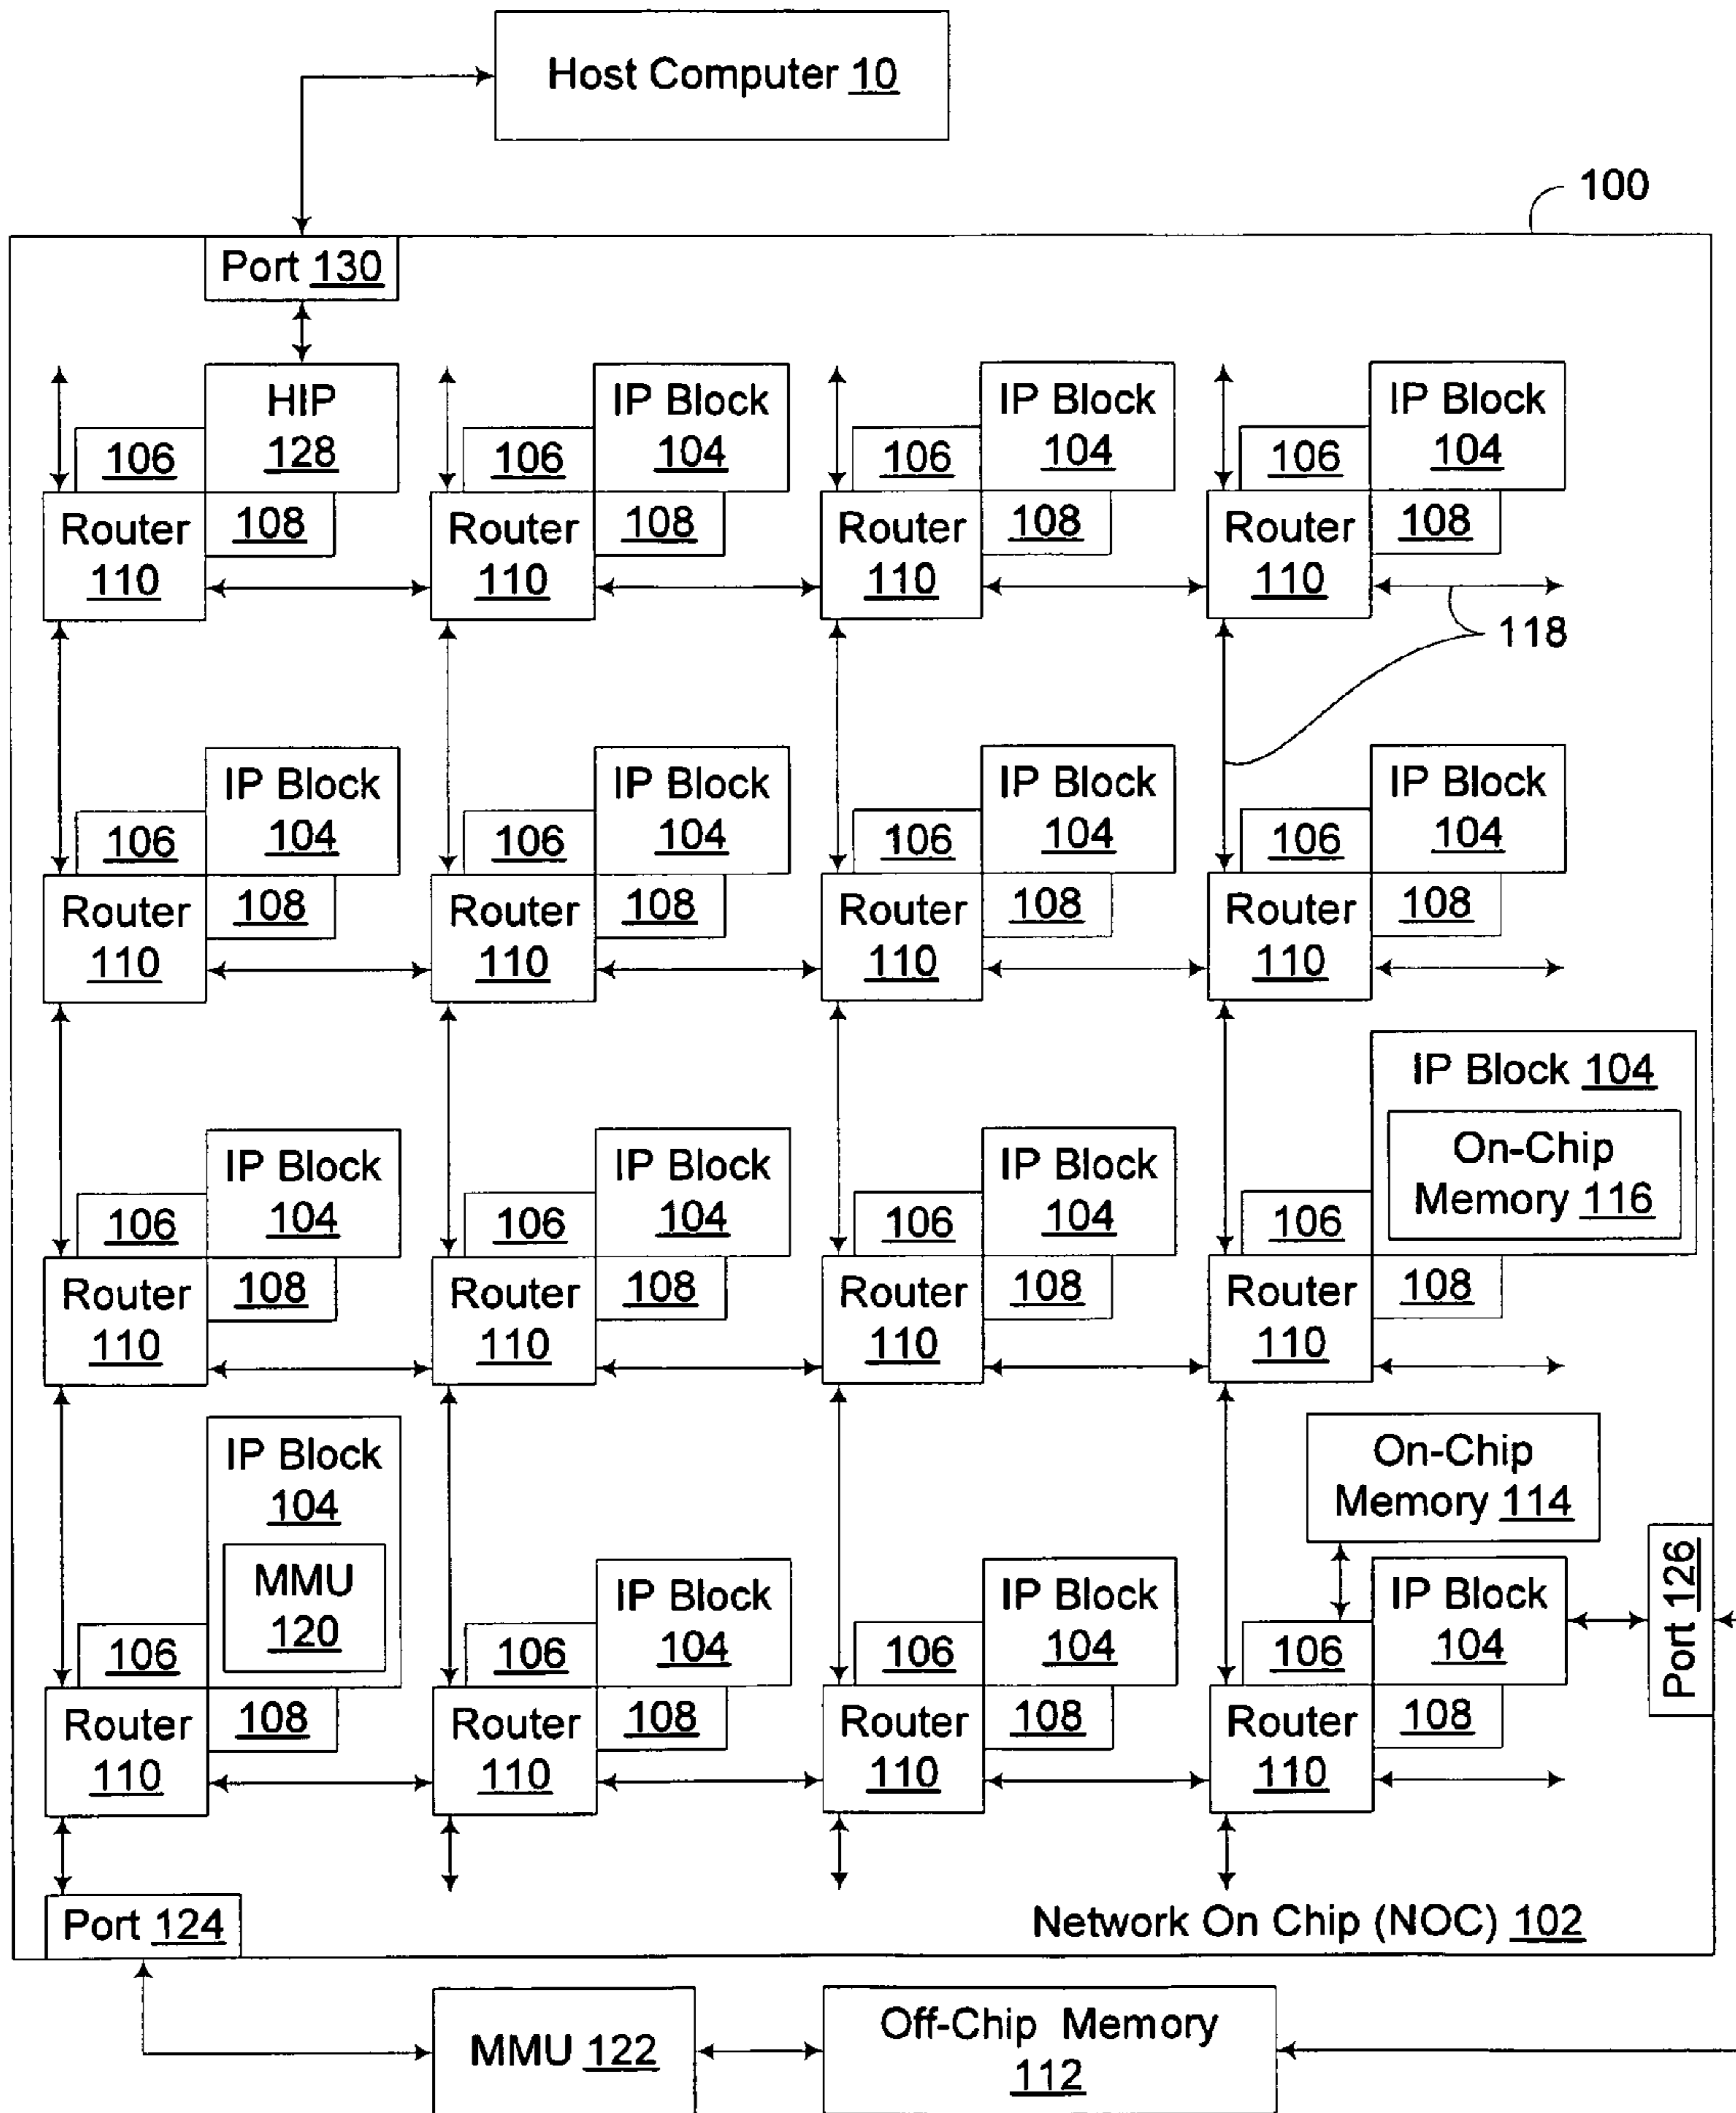 Host Computer 10
100
Port 130
HIP
128
106
108
Router
110
IP Block
104
106
108
Router
110
IP Block
104
106
108
Router
110
IP Block
104
106
108
Router
110
118
IP Block
104
106
108
Router
110
IP Block
104
106
108
Router
110
IP Block
104
106
108
Router
110
IP Block
104
106
108
Router
110
IP Block
104
106
108
Router
110
IP Block
104
106
108
Router
110
IP Block
104
106
108
Router
110
IP Block 104
On-Chip
Memory 116
106
108
Router
110
IP Block
104
MMU
120
106
108
Router
110
IP Block
104
106
108
Router
110
IP Block
104
106
108
Router
110
On-Chip
Memory 114
IP Block
104
106
108
Router
110
Port 126
Port 124
Network On Chip (NOC) 102
MMU 122
Off-Chip Memory
112